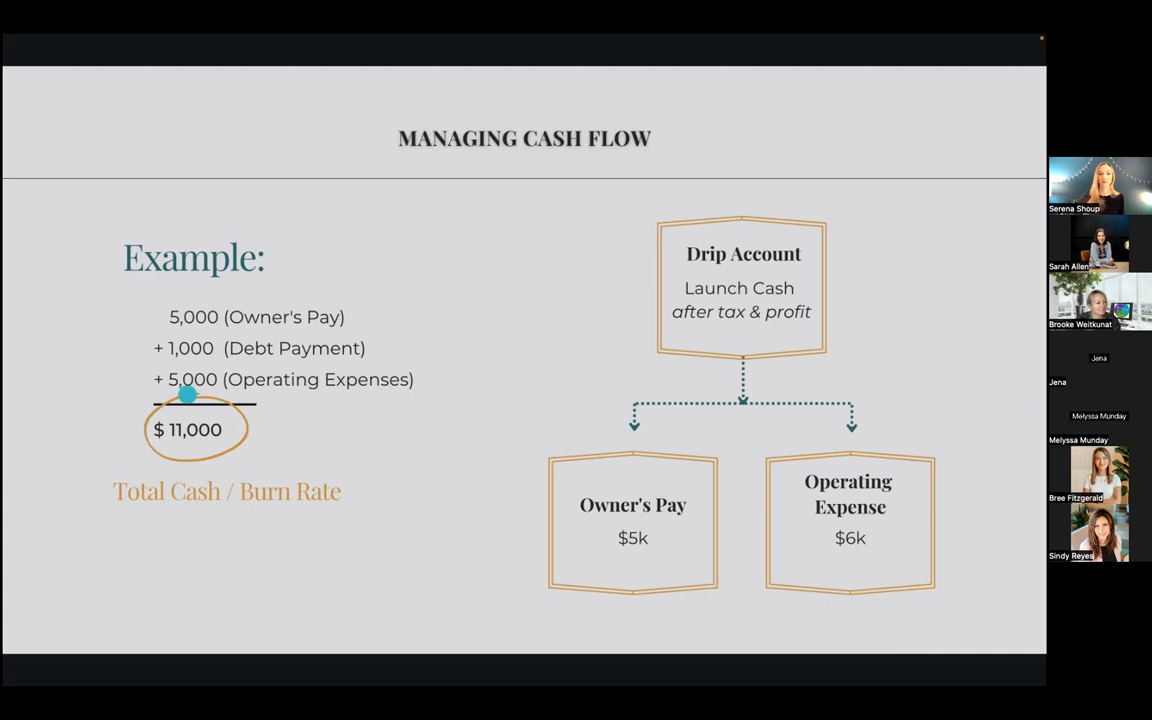 MANAGING CASH FLOW
Example:
5,000 (Owner's Pay)
+ 1,000 (Debt Payment)
+ 5,000 (Operating Expenses)
$ 11,000
Total Cash / Burn Rate
Drip Account
Launch Cash
after tax & profit
Owner's Pay
$5k
Operating
Expense
$6k
Serena Shoup
Sarah Allen
Brooke Weitkunat
Jena
Jena
Melyssa Munday
Melyssa Munday
Bree Fitzgerald
Sindy Reyes